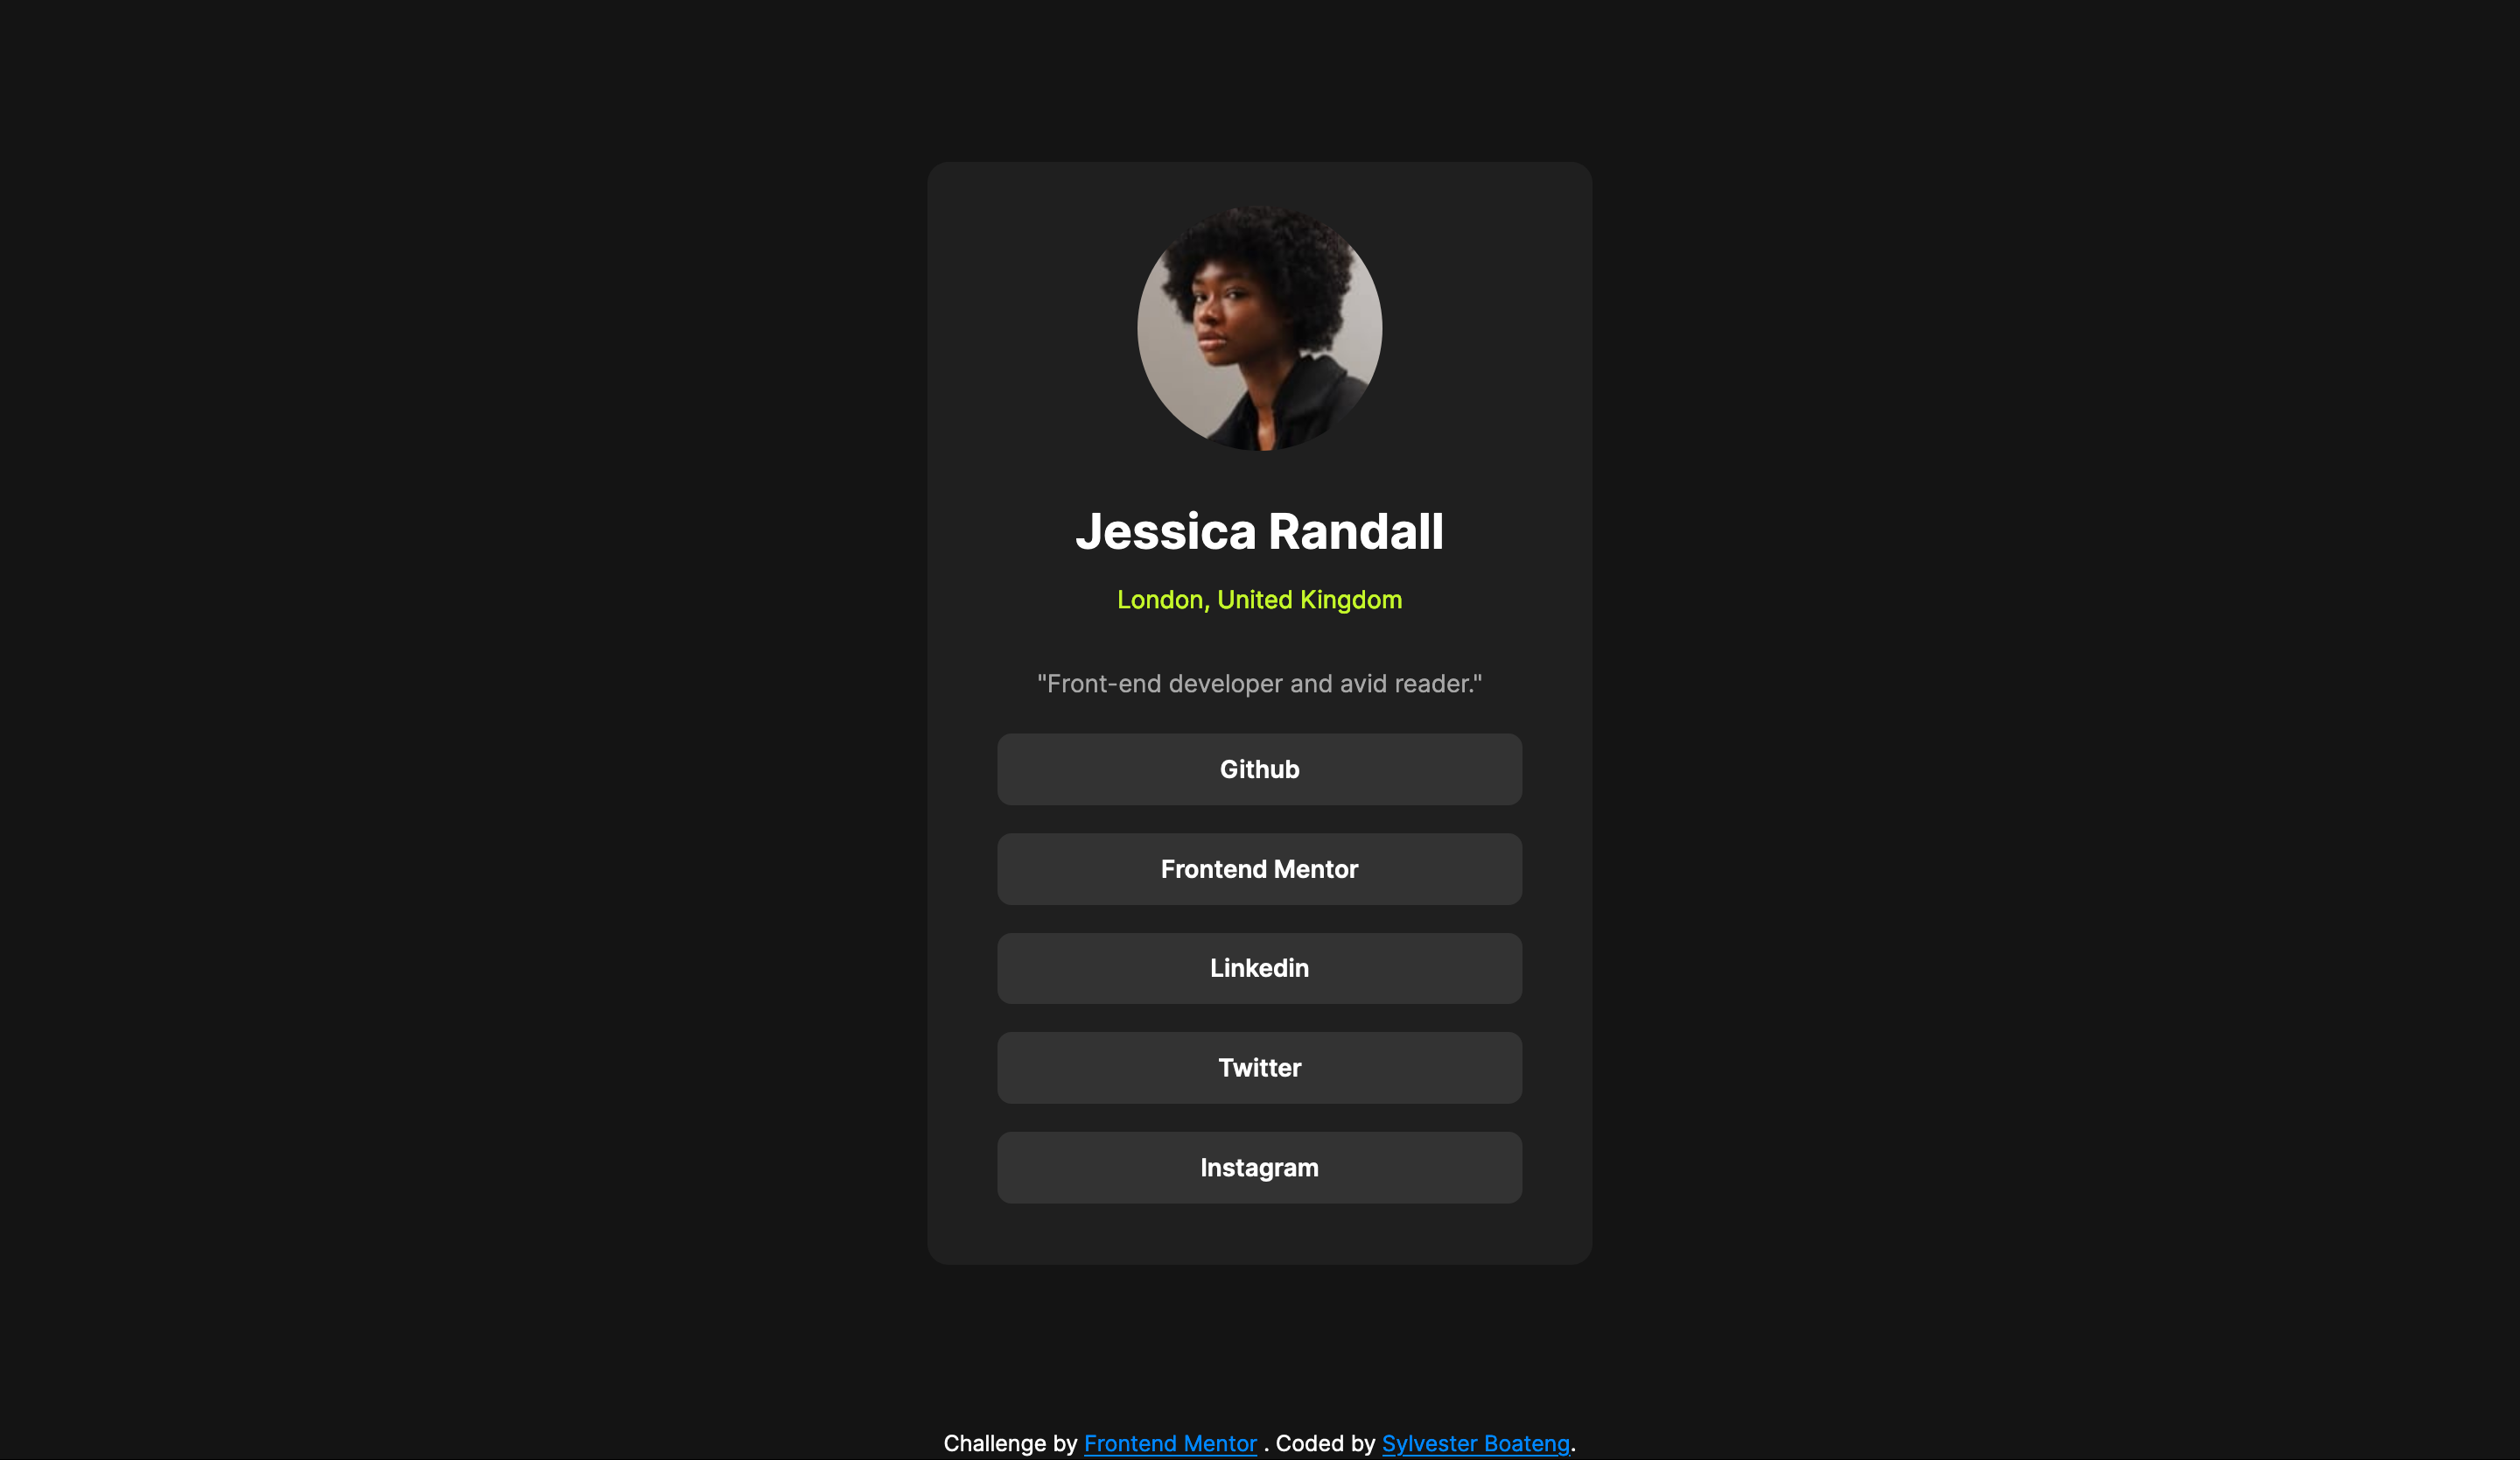 Jessica Randall
London, United Kingdom
"Front-end developer and avid reader."
Github
Frontend Mentor
Linkedin
Twitter
Instagram
Challenge by Frontend Mentor . Coded by Sylvester Boateng.